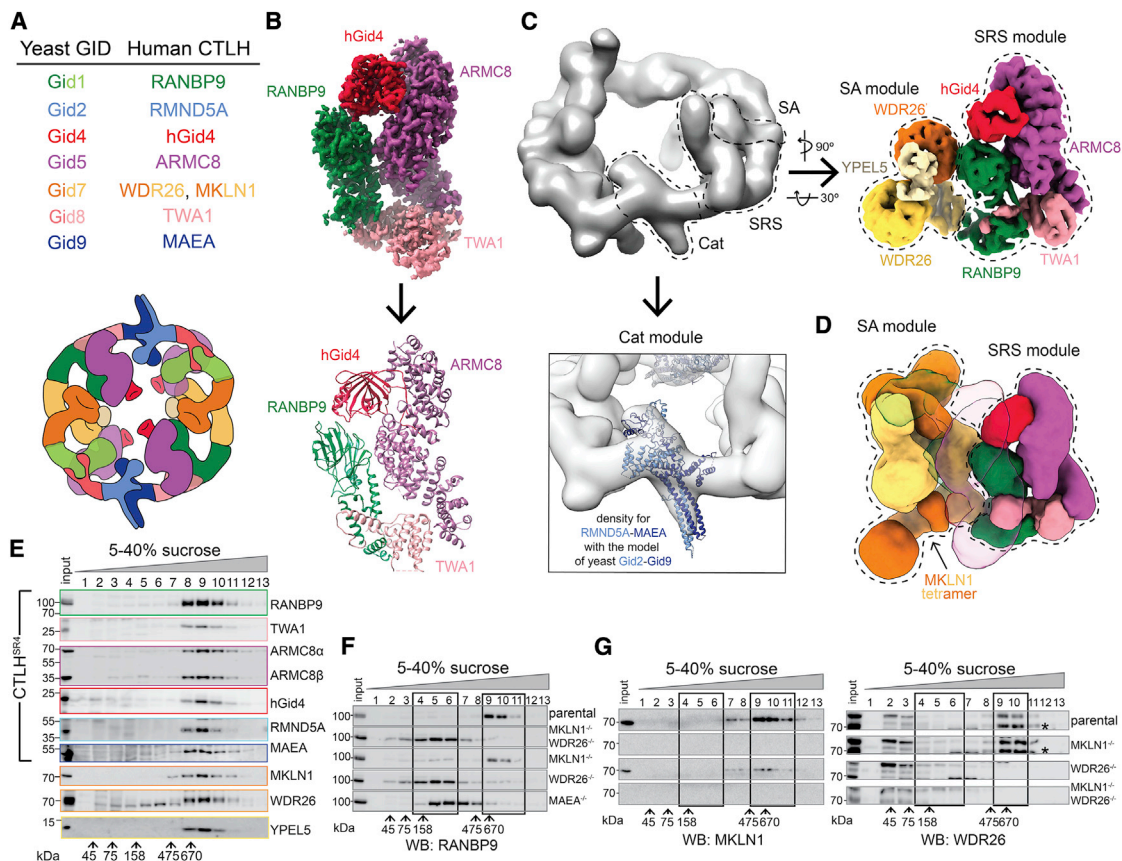 A
Yeast GID Human CTLH
Gid1 RANBP9
Gid2 RMND5A
Gid4 hGid4
Gid5 ARMC8
Gid7 WDR26, MKLN1
Gid8 TWA1
Gid9 MAEA
B
hGid4
ARMC8
RANBP9
TWA1
hGid4
ARMC8
RANBP9
TWA1
C
SA
SRS
Cat
90º
30º
SRS module
hGid4
SA module
WDR26
ARMC8
YPEL5
WDR26
RANBP9
TWA1
Cat module
density for
RMND5A-MAEA
with the model
of yeast Gid2-Gid9
D
SA module
SRS module
MKLN1
tetramer
E
5-40% sucrose
input 1 2 3 4 5 6 7 8 9 10 11 12 13
CTLH^SR4
100
70
RANBP9
25
TWA1
70
55
ARMC8α
35
ARMC8β
25
15
hGid4
55
35
RMND5A
55
MAEA
70
MKLN1
70
WDR26
15
YPEL5
kDa 45 75 158 475 670
F
5-40% sucrose
input 1 2 3 4 5 6 7 8 9 10 11 12 13
100 parental
MKLN1-/-
100 WDR26-/-
100 MKLN1-/-
100 WDR26-/-
100 MAEA-/-
kDa 45 75 158 475 670
WB: RANBP9
G
5-40% sucrose
input 1 2 3 4 5 6 7 8 9 10 11 12 13
70
70
kDa 45 75 158 475 670
WB: MKLN1
5-40% sucrose
input 1 2 3 4 5 6 7 8 9 10 11 12 13
70 parental
*
70 MKLN1-/-
*
70 WDR26-/-
70 MKLN1-/-
WDR26-/-
kDa 45 75 158 475 670
WB: WDR26